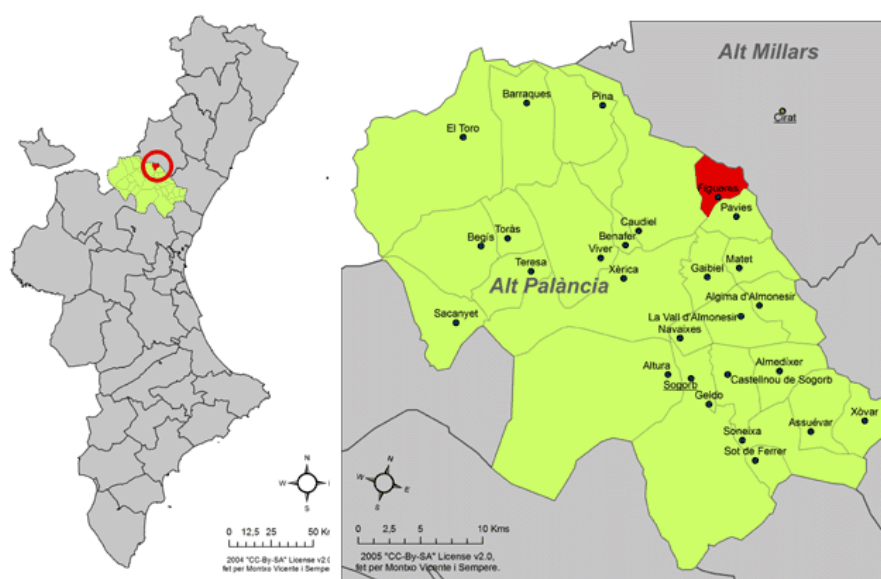 N
W
S
0 12,5 25 50 Km
2004 "CC-By-SA" License v2.0,
fet per Montxo Vicente i Sempere.
Alt Millars
Cirat
Barraques
Pina
El Toro
Figueres
Pavies
Caudiel
Toràs
Benafer
Begís
Viver
Matet
Teresa
Xèrica
Gaibiel
Alt Palància
Algima d'Almonesir
Sacanyet
La Vall d'Almonesir
Navaixes
Almedíxer
Altura
Sogorb
Castellnou de Sogorb
Geldo
Xòvar
Soneixa
Assuévar
Sot de Ferrer
N
W
E
S
0 2,5 5 10 Kms
2005 "CC-By-SA" License v2.0,
fet per Montxo Vicente i Sempere.